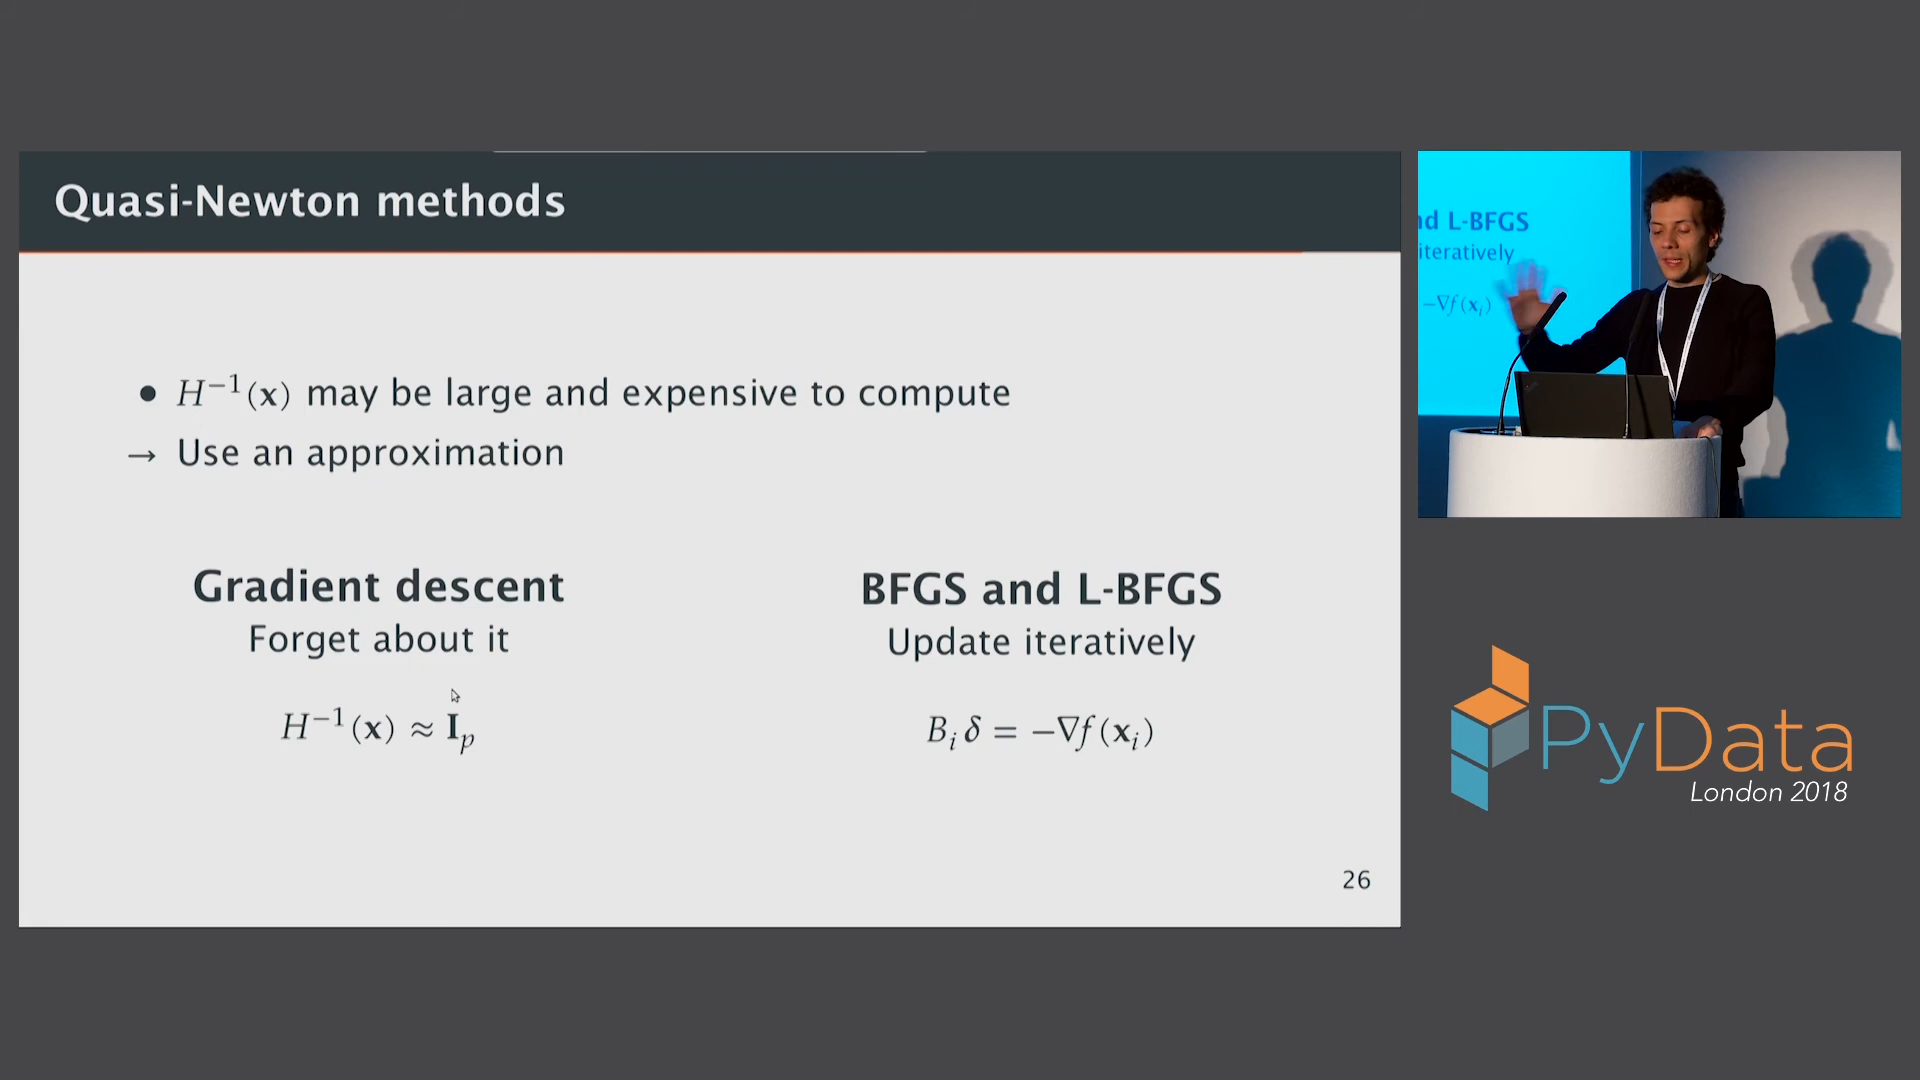 Quasi-Newton methods
• H⁻¹(x) may be large and expensive to compute
→ Use an approximation
Gradient descent
Forget about it
H⁻¹(x) ≈ I_p
BFGS and L-BFGS
Update iteratively
B_i δ = −∇f(x_i)
26
nd L-BFGS
iteratively
−∇f(x_i)
PyData
London 2018